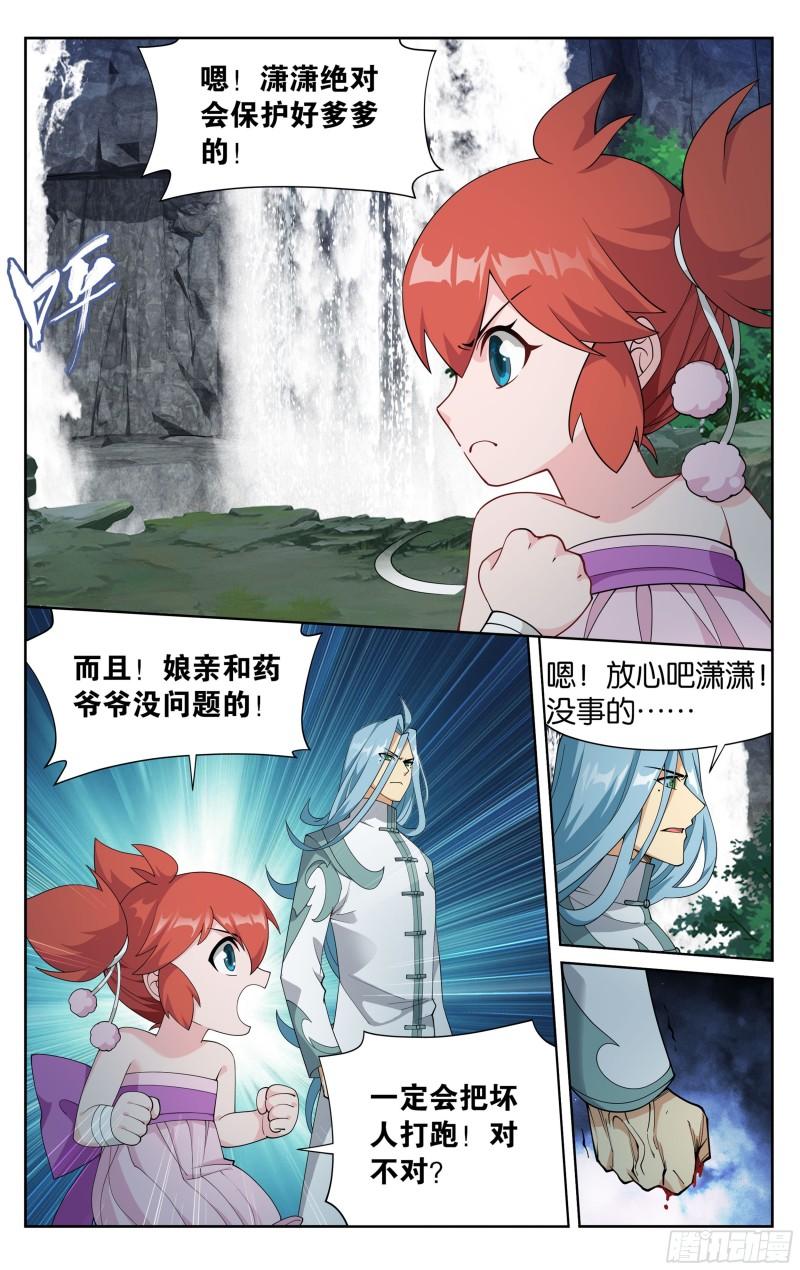 嗯！潇潇绝对
会保护好爹爹
的！
呯
而且！娘亲和药
爷爷没问题的！
嗯！放心吧潇潇！
没事的……
一定会把坏
人打跑！对
不对？
腾讯动漫